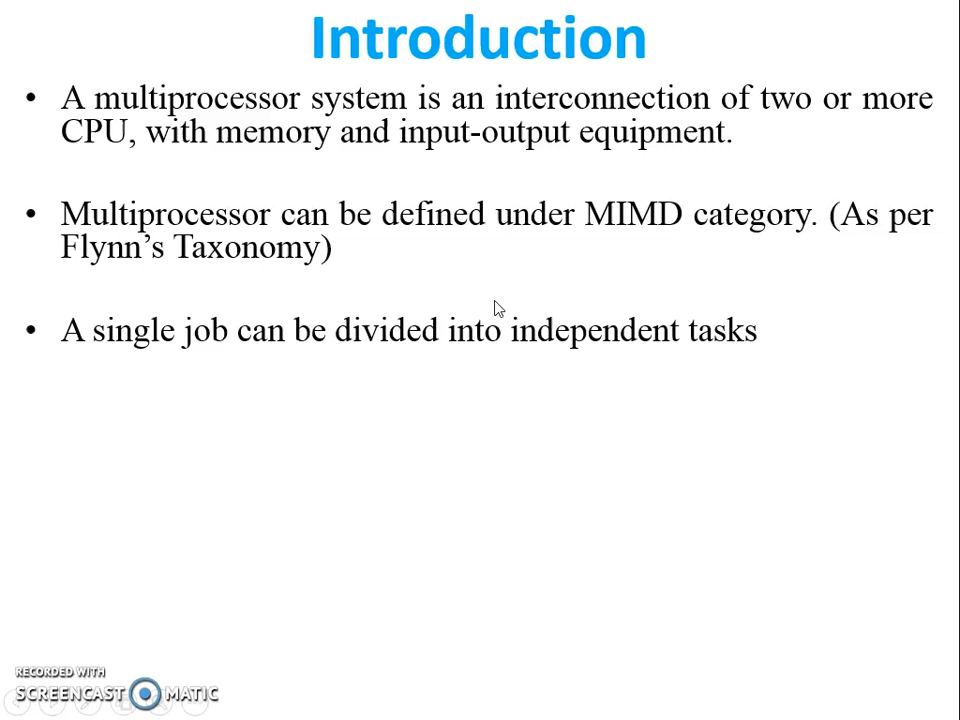 Introduction
• A multiprocessor system is an interconnection of two or more
CPU, with memory and input-output equipment.
• Multiprocessor can be defined under MIMD category. (As per
Flynn’s Taxonomy)
• A single job can be divided into independent tasks
RECORDED WITH
SCREENCAST MATIC